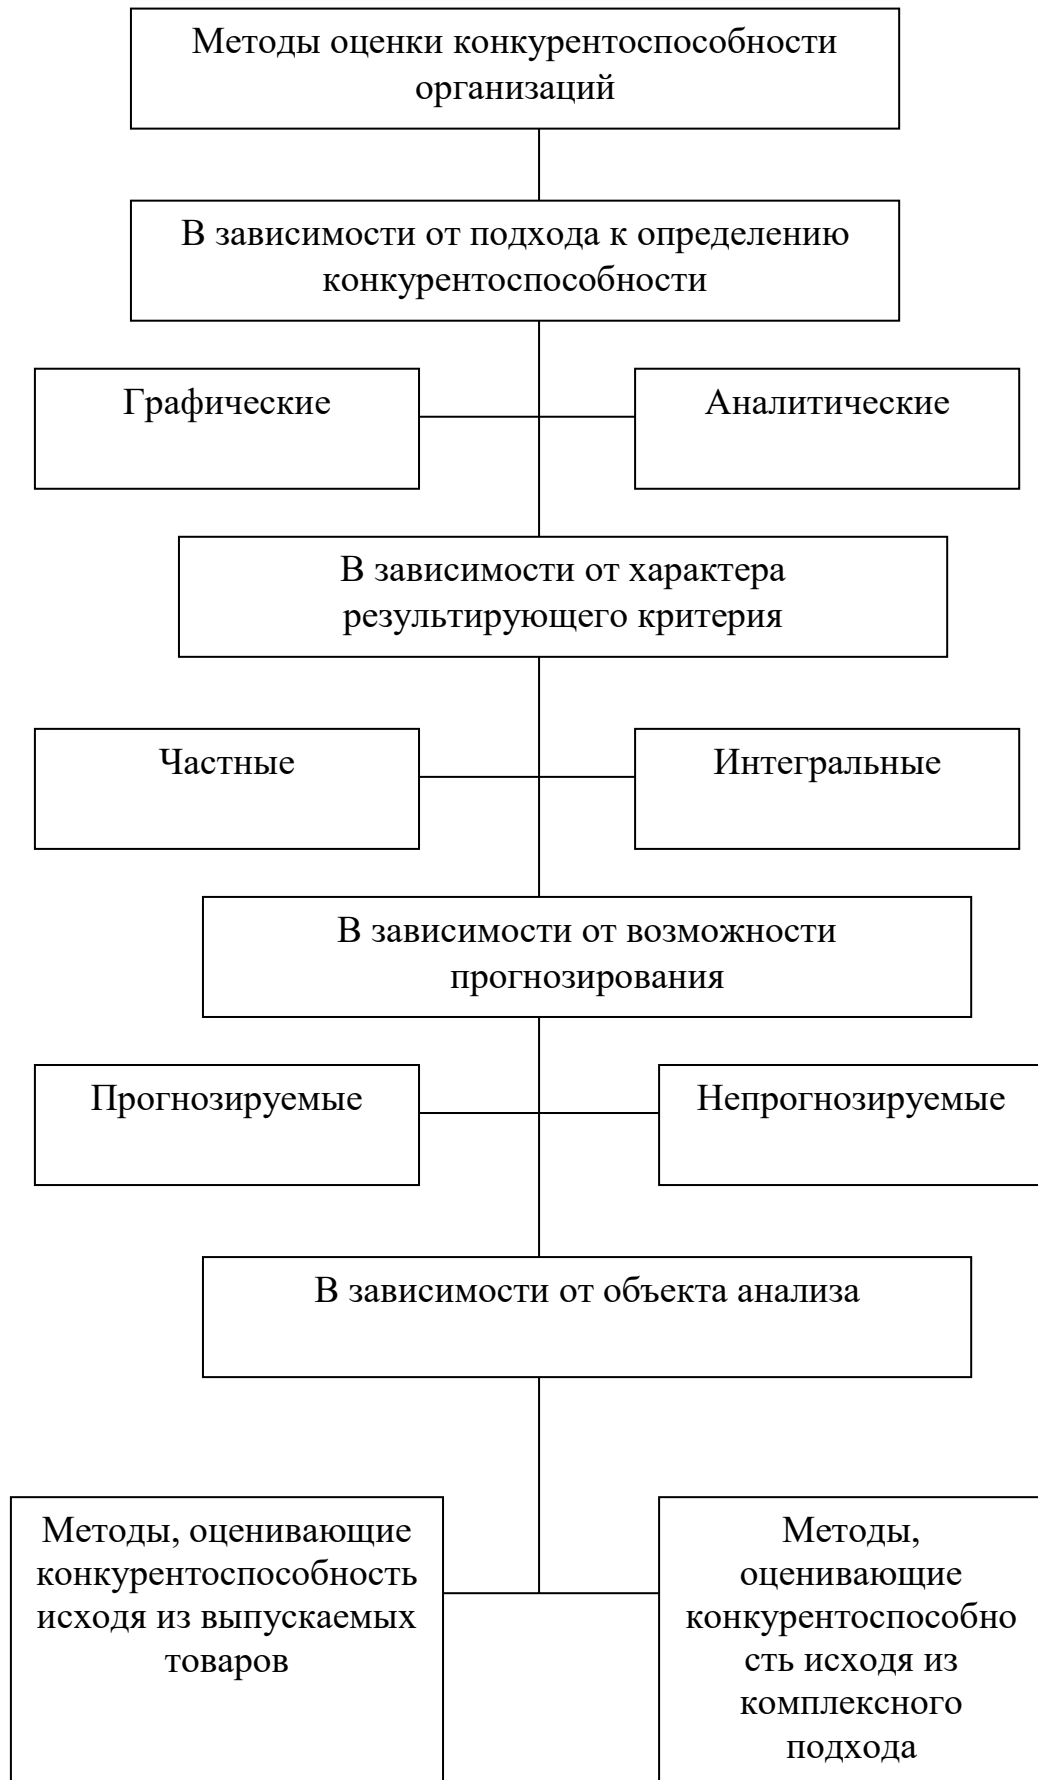 Методы оценки конкурентоспособности
организаций
В зависимости от подхода к определению
конкурентоспособности
Графические
Аналитические
В зависимости от характера
результирующего критерия
Частные
Интегральные
В зависимости от возможности
прогнозирования
Прогнозируемые
Непрогнозируемые
В зависимости от объекта анализа
Методы, оценивающие
конкурентоспособность
исходя из выпускаемых
товаров
Методы,
оценивающие
конкурентоспособно
сть исходя из
комплексного
подхода